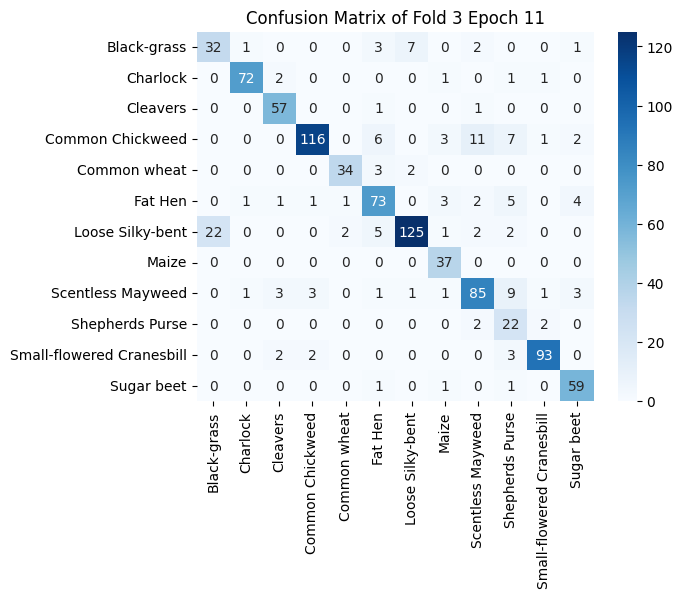 Confusion Matrix of Fold 3 Epoch 11
Black-grass 32 1 0 0 0 3 7 0 2 0 0 1
Charlock 0 72 2 0 0 0 0 1 0 1 1 0
Cleavers 0 0 57 0 0 1 0 0 1 0 0 0
Common Chickweed 0 0 0 116 0 6 0 3 11 7 1 2
Common wheat 0 0 0 0 34 3 2 0 0 0 0 0
Fat Hen 0 1 1 1 1 73 0 3 2 5 0 4
Loose Silky-bent 22 0 0 0 2 5 125 1 2 2 0 0
Maize 0 0 0 0 0 0 0 37 0 0 0 0
Scentless Mayweed 0 1 3 3 0 1 1 1 85 9 1 3
Shepherds Purse 0 0 0 0 0 0 0 0 2 22 2 0
Small-flowered Cranesbill 0 0 2 2 0 0 0 0 0 3 93 0
Sugar beet 0 0 0 0 0 1 0 1 0 1 0 59
Black-grass
Charlock
Cleavers
Common Chickweed
Common wheat
Fat Hen
Loose Silky-bent
Maize
Scentless Mayweed
Shepherds Purse
Small-flowered Cranesbill
Sugar beet
120
100
80
60
40
20
0